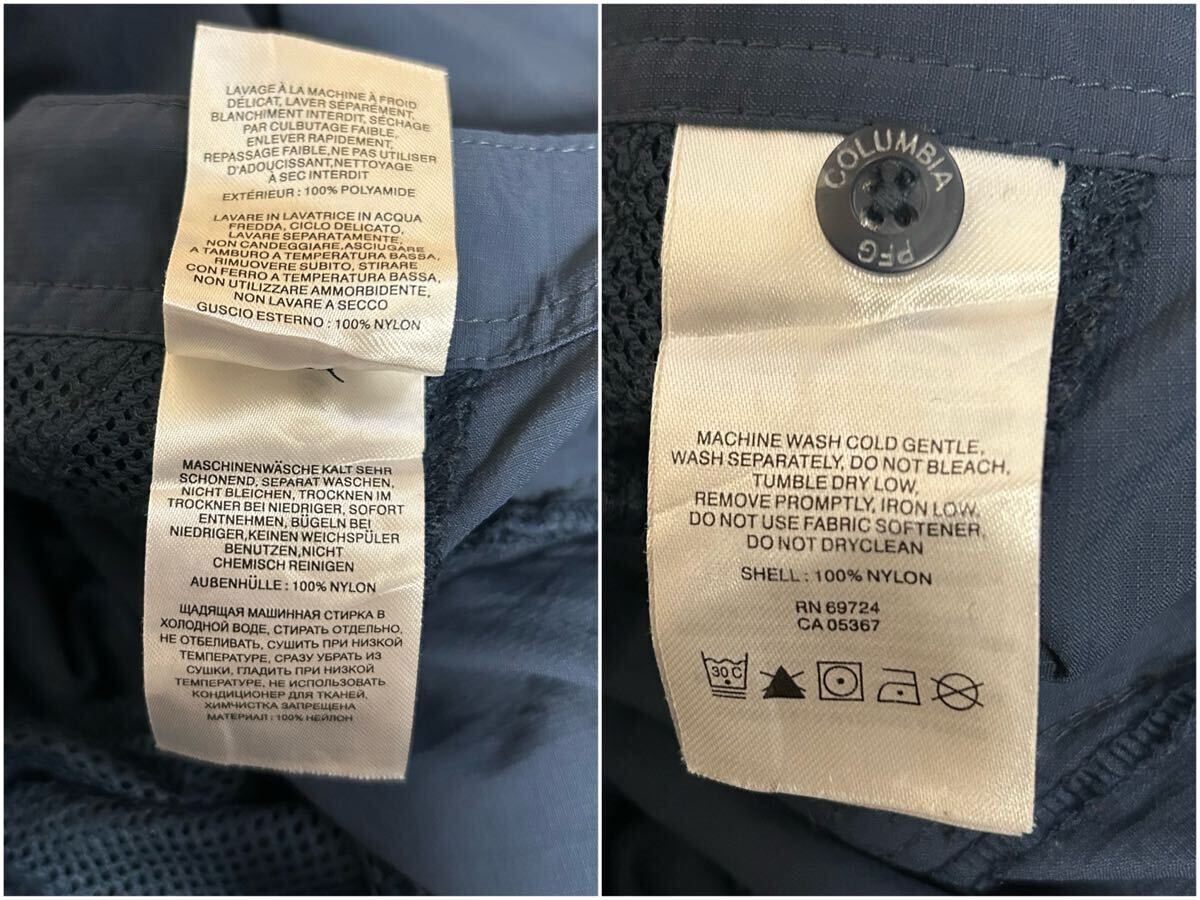 LAVAGE À LA MACHINE À FROID
DÉLICAT, LAVER SÉPARÉMENT,
BLANCHIMENT INTERDIT, SÉCHAGE
PAR CULBUTAGE FAIBLE,
ENLEVER RAPIDEMENT,
REPASSAGE FAIBLE,NE PAS UTILISER
D'ADOUCISSANT,NETTOYAGE
À SEC INTERDIT
EXTÉRIEUR : 100% POLYAMIDE
LAVARE IN LAVATRICE IN ACQUA
FREDDA, CICLO DELICATO,
LAVARE SEPARATAMENTE,
NON CANDEGGIARE,ASCIUGARE
A TAMBURO A TEMPERATURA BASSA,
RIMUOVERE SUBITO, STIRARE
CON FERRO A TEMPERATURA BASSA,
NON UTILIZZARE AMMORBIDENTE,
NON LAVARE A SECCO
GUSCIO ESTERNO : 100% NYLON
MASCHINENWÄSCHE KALT SEHR
SCHONEND, SEPARAT WASCHEN,
NICHT BLEICHEN, TROCKNEN IM
TROCKNER BEI NIEDRIGER, SOFORT
ENTNEHMEN, BÜGELN BEI
NIEDRIGER,KEINEN WEICHSPÜLER
BENUTZEN,NICHT
CHEMISCH REINIGEN
AUßENHÜLLE : 100% NYLON
ЩАДЯЩАЯ МАШИННАЯ СТИРКА В
ХОЛОДНОЙ ВОДЕ, СТИРАТЬ ОТДЕЛЬНО,
НЕ ОТБЕЛИВАТЬ, СУШИТЬ ПРИ НИЗКОЙ
ТЕМПЕРАТУРЕ, СРАЗУ УБРАТЬ ИЗ
СУШКИ, ГЛАДИТЬ ПРИ НИЗКОЙ
ТЕМПЕРАТУРЕ, НЕ ИСПОЛЬЗОВАТЬ
КОНДИЦИОНЕР ДЛЯ ТКАНЕЙ,
ХИМЧИСТКА ЗАПРЕЩЕНА
МАТЕРИАЛ : 100% НЕЙЛОН
COLUMBIA
PFG
MACHINE WASH COLD GENTLE,
WASH SEPARATELY, DO NOT BLEACH,
TUMBLE DRY LOW,
REMOVE PROMPTLY, IRON LOW,
DO NOT USE FABRIC SOFTENER,
DO NOT DRYCLEAN
SHELL : 100% NYLON
RN 69724
CA 05367
30 C